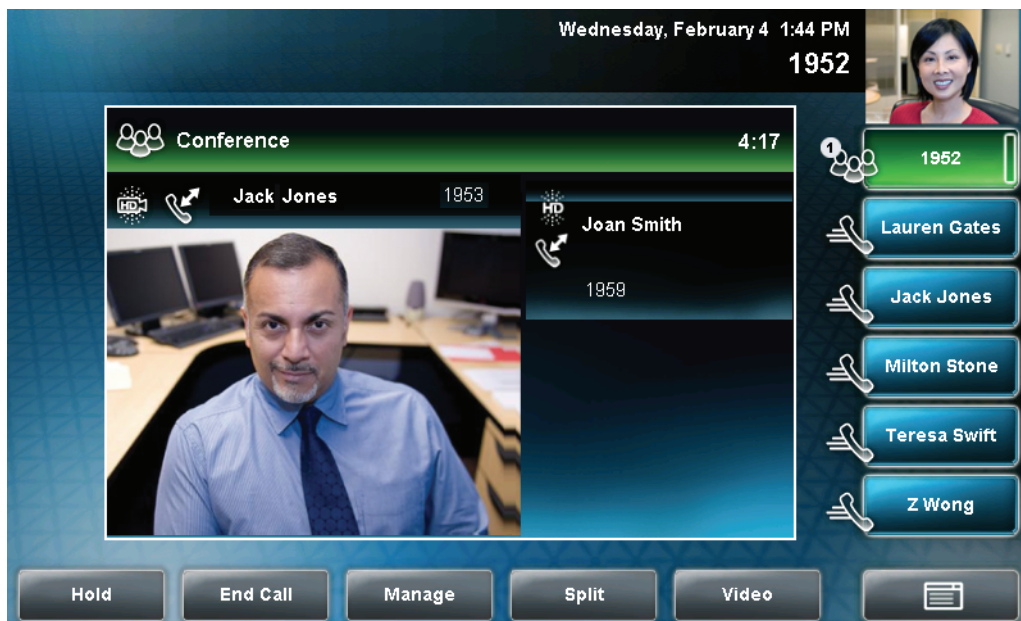 Wednesday, February 4 1:44 PM
1952
Conference
4:17
HD
Jack Jones
1953
HD
Joan Smith
1959
1
1952
Lauren Gates
Jack Jones
Milton Stone
Teresa Swift
Z Wong
Hold
End Call
Manage
Split
Video